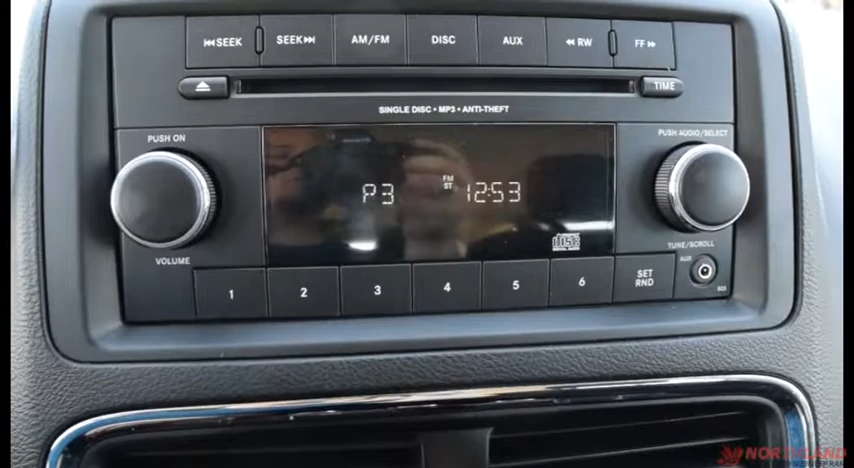 ⏮SEEK SEEK⏭ AM/FM DISC AUX ◀◀RW FF▶▶
⏏ TIME
SINGLE DISC • MP3 • ANTI-THEFT
PUSH ON PUSH AUDIO/SELECT
P3 FM ST 12:53
disc
VOLUME TUNE/SCROLL
1 2 3 4 5 6 SET RND AUX
NORTHLAND